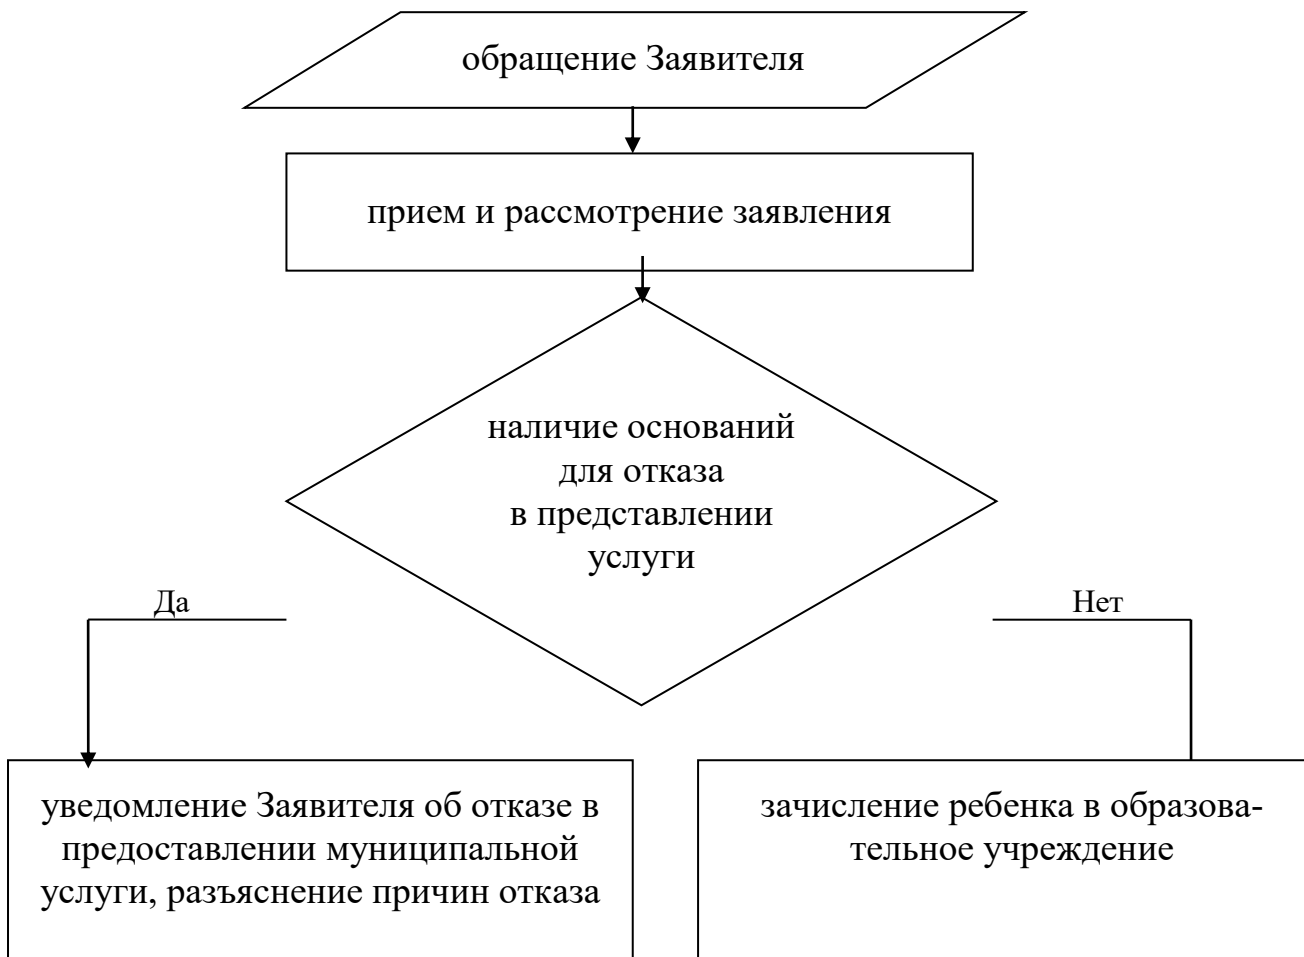 обращение Заявителя
прием и рассмотрение заявления
наличие оснований
для отказа
в представлении
услуги
Да
Нет
уведомление Заявителя об отказе в
предоставлении муниципальной
услуги, разъяснение причин отказа
зачисление ребенка в образова-
тельное учреждение